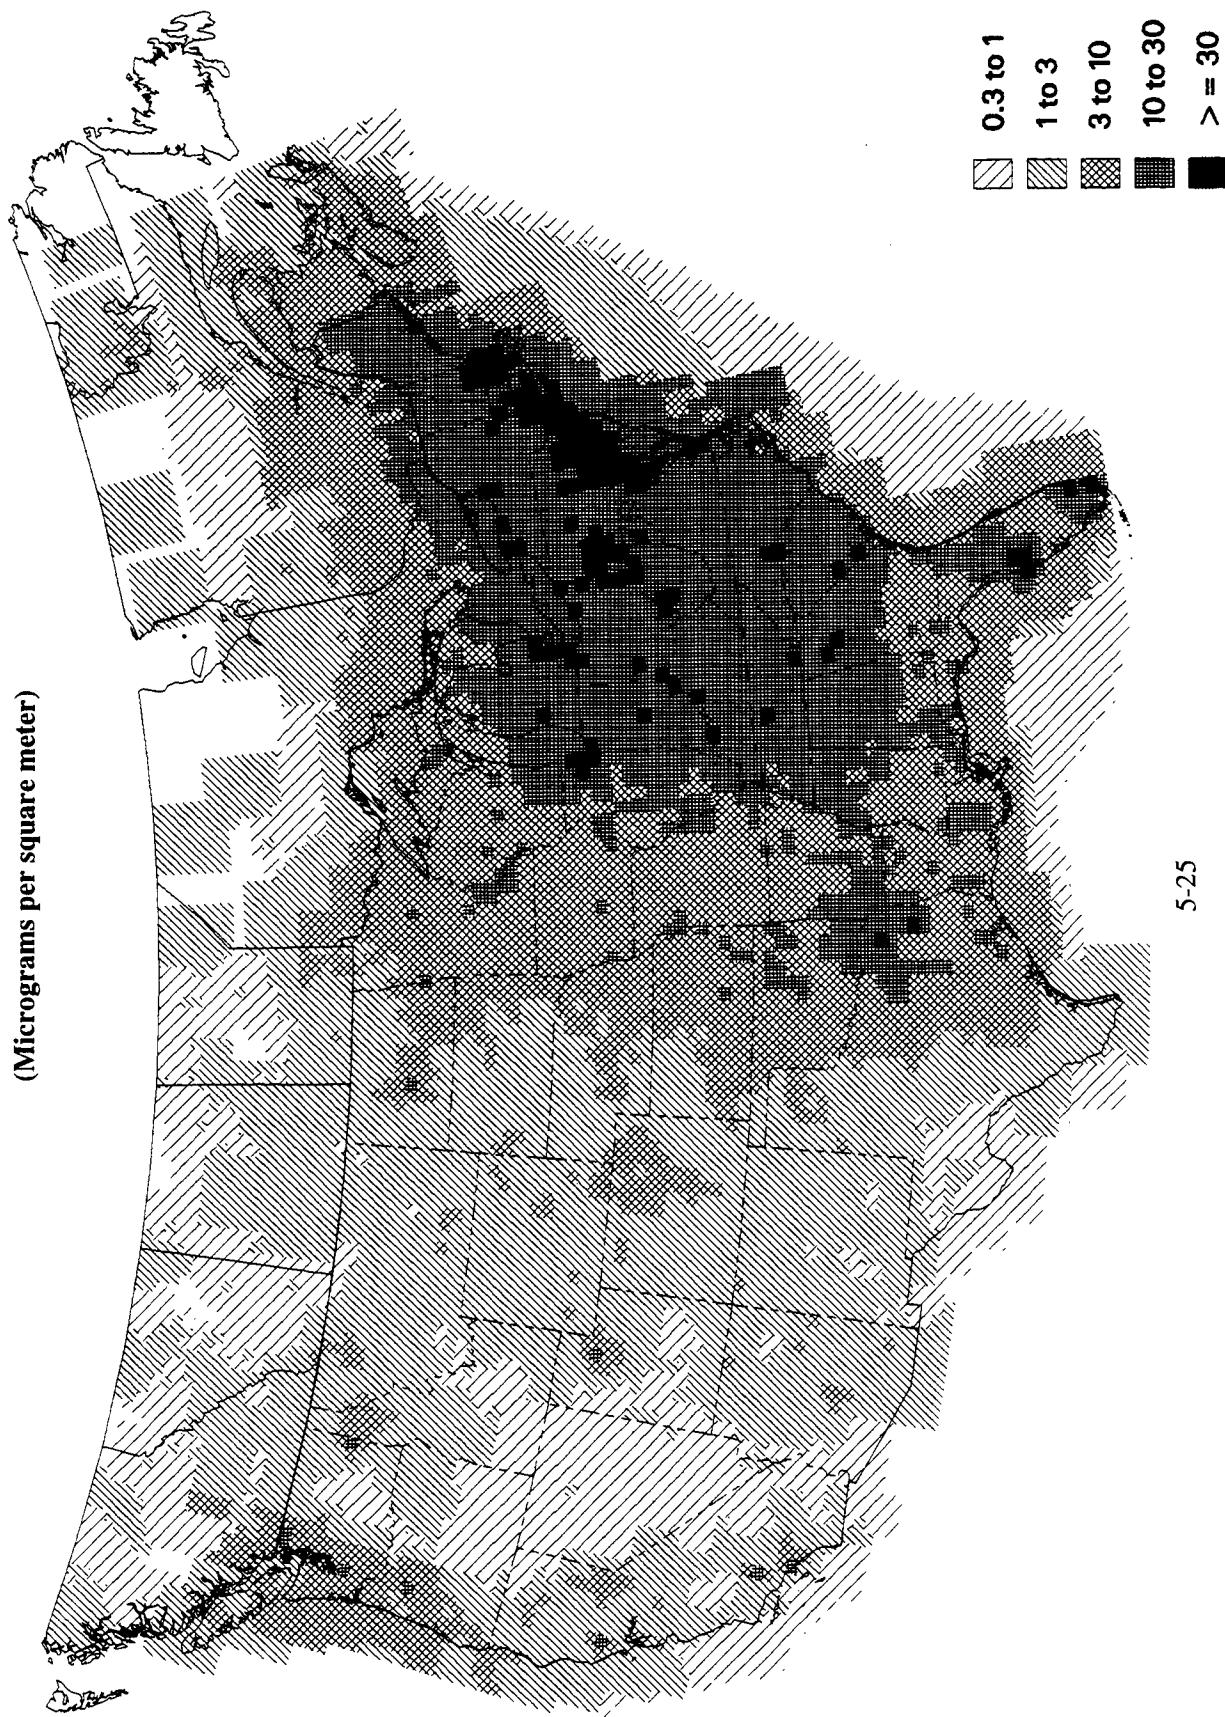 (Micrograms per square meter)
0.3 to 1
1 to 3
3 to 10
10 to 30
> = 30
5-25